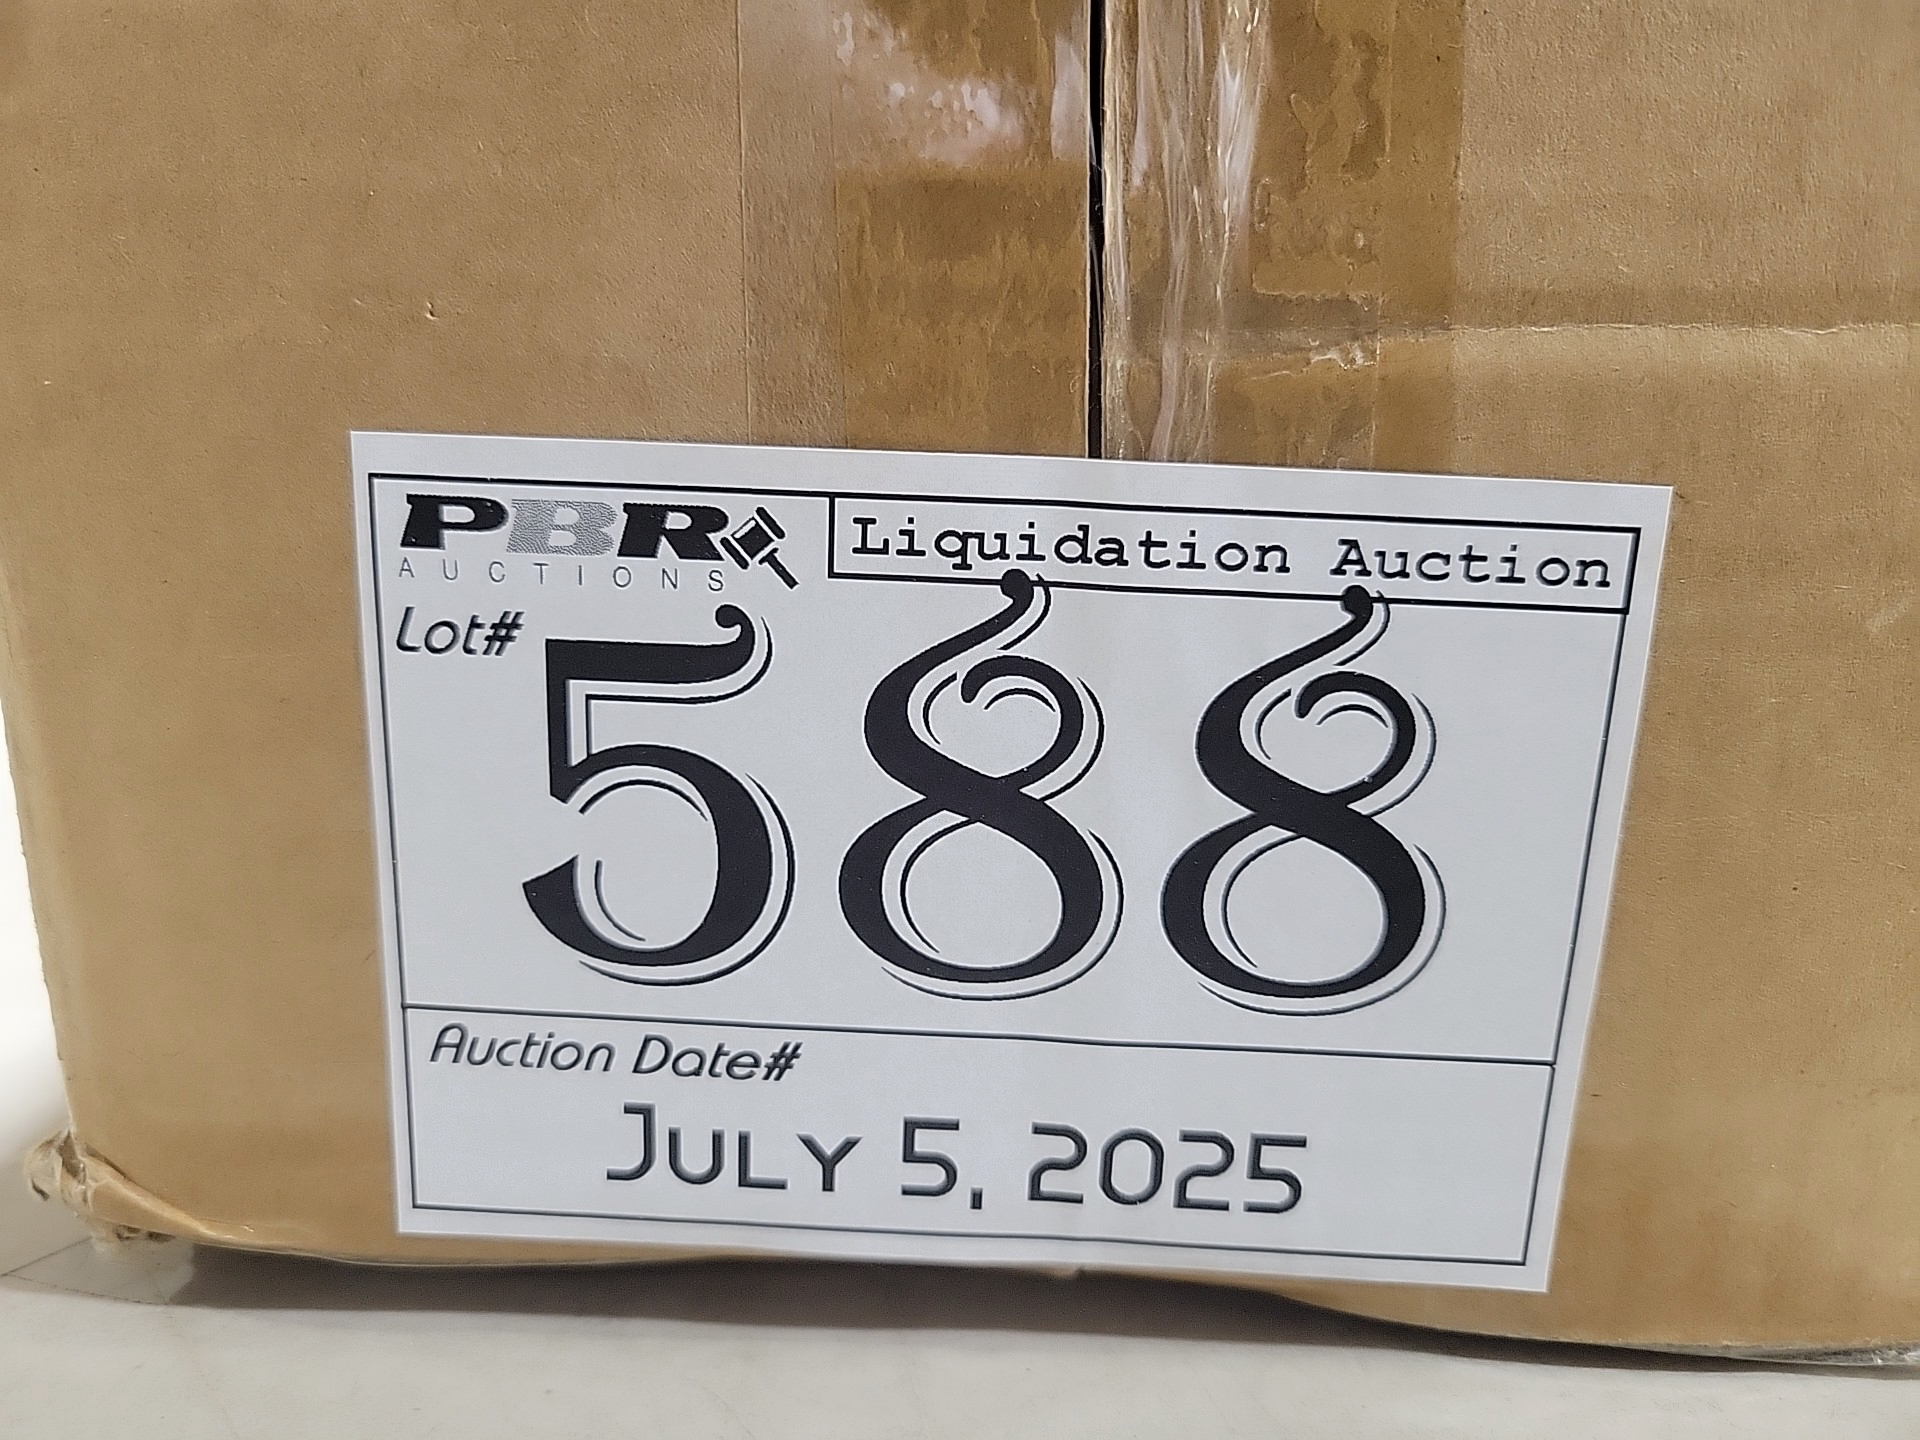 PBR
AUCTIONS
Liquidation Auction
Lot#
588
Auction Date#
July 5, 2025